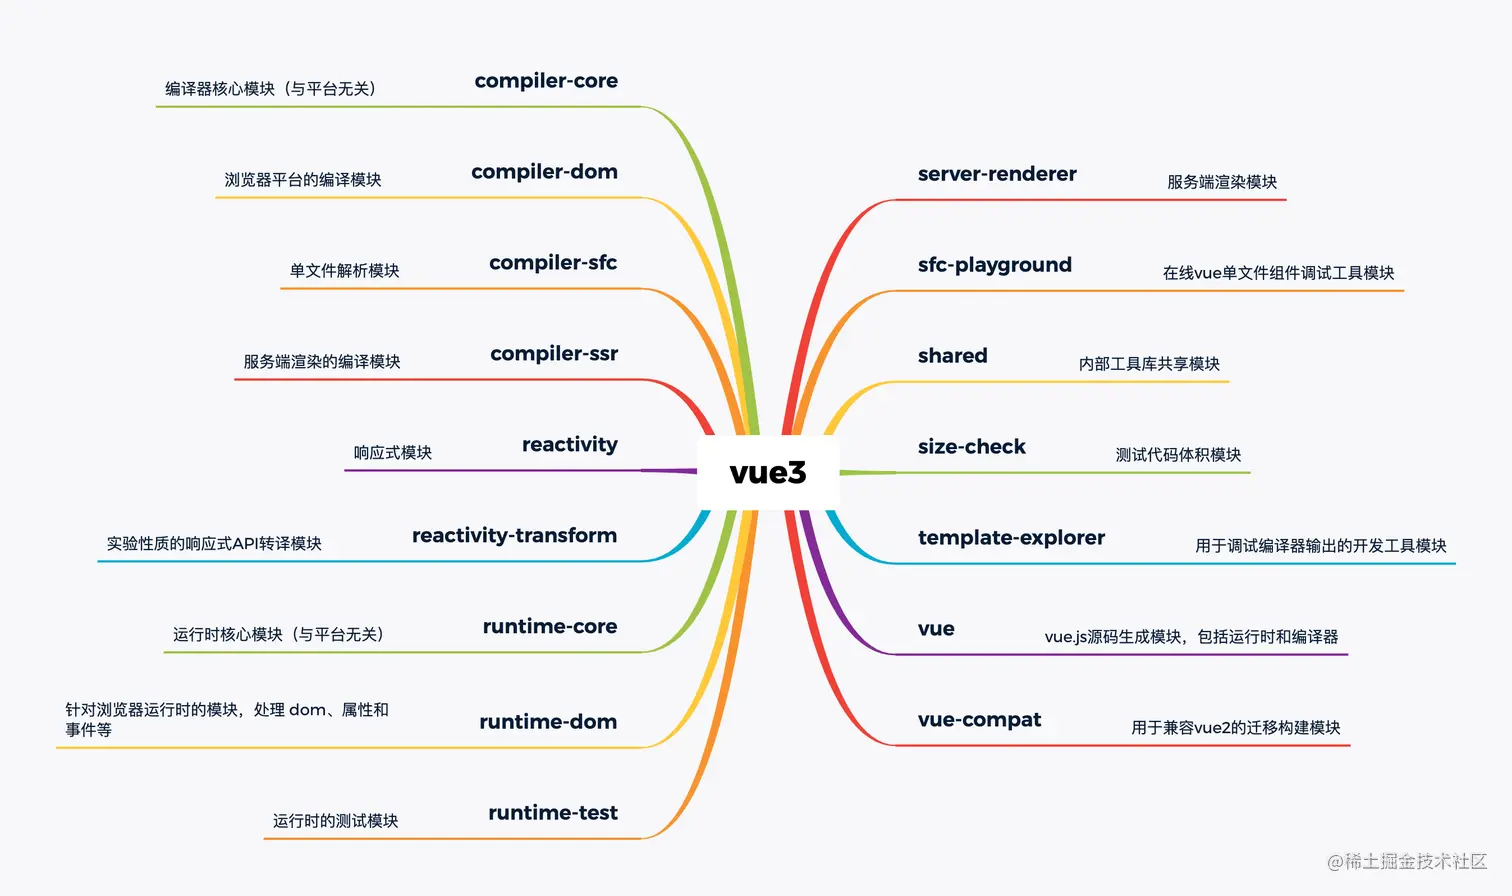 vue3
compiler-core
编译器核心模块（与平台无关）
compiler-dom
浏览器平台的编译模块
compiler-sfc
单文件解析模块
compiler-ssr
服务端渲染的编译模块
reactivity
响应式模块
reactivity-transform
实验性质的响应式API转译模块
runtime-core
运行时核心模块（与平台无关）
runtime-dom
针对浏览器运行时的模块，处理 dom、属性和
事件等
runtime-test
运行时的测试模块
server-renderer
服务端渲染模块
sfc-playground
在线vue单文件组件调试工具模块
shared
内部工具库共享模块
size-check
测试代码体积模块
template-explorer
用于调试编译器输出的开发工具模块
vue
vue.js源码生成模块，包括运行时和编译器
vue-compat
用于兼容vue2的迁移构建模块
@稀土掘金技术社区